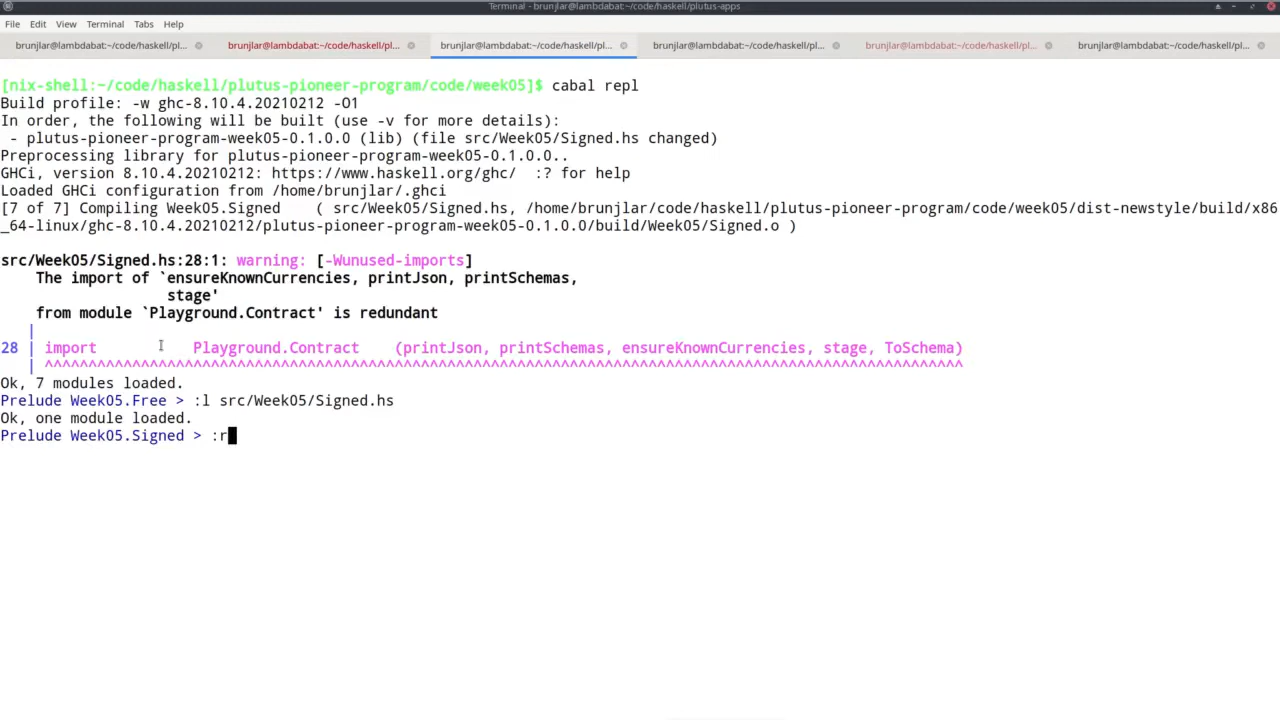 Terminal - brunjlar@lambdabat:~/code/haskell/plutus-apps
File Edit View Terminal Tabs Help
brunjlar@lambdabat:~/code/haskell/pl... brunjlar@lambdabat:~/code/haskell/pl... brunjlar@lambdabat:~/code/haskell/pl... brunjlar@lambdabat:~/code/haskell/pl... brunjlar@lambdabat:~/code/haskell/pl... brunjlar@lambdabat:~/code/haskell/pl...
[nix-shell:~/code/haskell/plutus-pioneer-program/code/week05]$ cabal repl
Build profile: -w ghc-8.10.4.20210212 -O1
In order, the following will be built (use -v for more details):
 - plutus-pioneer-program-week05-0.1.0.0 (lib) (file src/Week05/Signed.hs changed)
Preprocessing library for plutus-pioneer-program-week05-0.1.0.0..
GHCi, version 8.10.4.20210212: https://www.haskell.org/ghc/  :? for help
Loaded GHCi configuration from /home/brunjlar/.ghci
[7 of 7] Compiling Week05.Signed    ( src/Week05/Signed.hs, /home/brunjlar/code/haskell/plutus-pioneer-program/code/week05/dist-newstyle/build/x86
_64-linux/ghc-8.10.4.20210212/plutus-pioneer-program-week05-0.1.0.0/build/Week05/Signed.o )
src/Week05/Signed.hs:28:1: warning: [-Wunused-imports]
    The import of `ensureKnownCurrencies, printJson, printSchemas,
                   stage'
    from module `Playground.Contract' is redundant
   |
28 | import           Playground.Contract    (printJson, printSchemas, ensureKnownCurrencies, stage, ToSchema)
   | ^^^^^^^^^^^^^^^^^^^^^^^^^^^^^^^^^^^^^^^^^^^^^^^^^^^^^^^^^^^^^^^^^^^^^^^^^^^^^^^^^^^^^^^^^^^^^^^^^^^^^^^^^
Ok, 7 modules loaded.
Prelude Week05.Free > :l src/Week05/Signed.hs
Ok, one module loaded.
Prelude Week05.Signed > :r